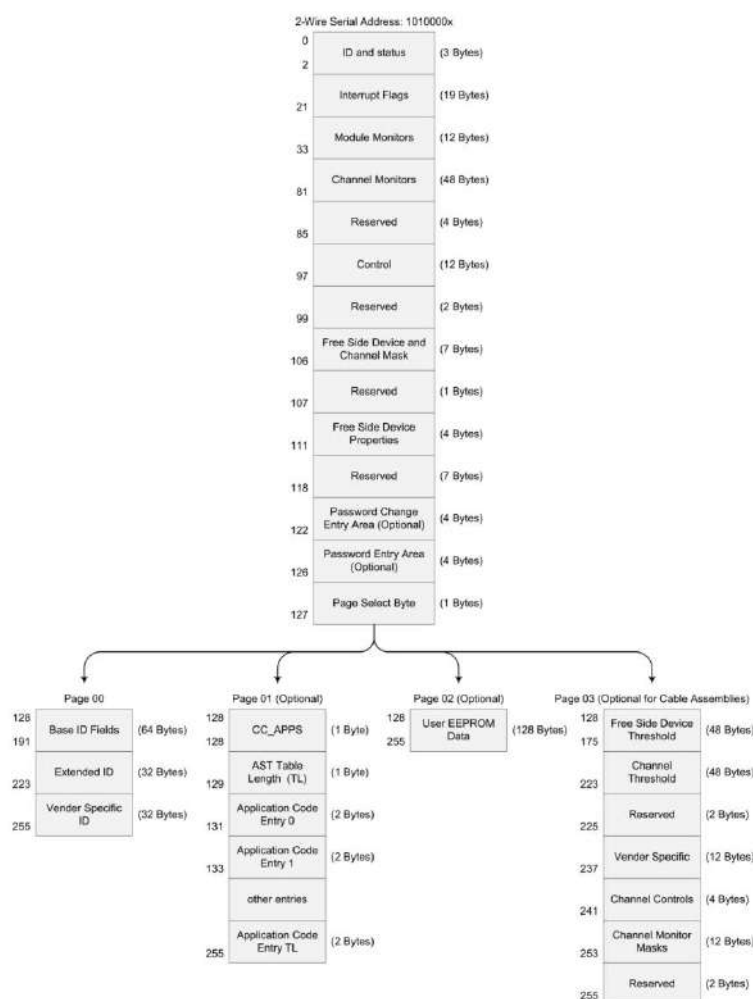 2-Wire Serial Address: 1010000x
0
ID and status
(3 Bytes)
2
Interrupt Flags
(19 Bytes)
21
Module Monitors
(12 Bytes)
33
Channel Monitors
(48 Bytes)
81
Reserved
(4 Bytes)
85
Control
(12 Bytes)
97
Reserved
(2 Bytes)
99
Free Side Device and
Channel Mask
(7 Bytes)
106
Reserved
(1 Bytes)
107
Free Side Device
Properties
(4 Bytes)
111
Reserved
(7 Bytes)
118
Password Change
Entry Area (Optional)
(4 Bytes)
122
Password Entry Area
(Optional)
(4 Bytes)
126
Page Select Byte
(1 Bytes)
127
Page 00
128
Base ID Fields
(64 Bytes)
191
Extended ID
(32 Bytes)
223
Vender Specific
ID
(32 Bytes)
255
Page 01 (Optional)
128
CC_APPS
(1 Byte)
128
AST Table
Length (TL)
(1 Byte)
129
Application Code
Entry 0
(2 Bytes)
131
Application Code
Entry 1
(2 Bytes)
133
other entries
Application Code
Entry TL
(2 Bytes)
255
Page 02 (Optional)
128
User EEPROM
Data
(128 Bytes)
255
Page 03 (Optional for Cable Assemblies)
128
Free Side Device
Threshold
(48 Bytes)
175
Channel
Threshold
(48 Bytes)
223
Reserved
(2 Bytes)
225
Vender Specific
(12 Bytes)
237
Channel Controls
(4 Bytes)
241
Channel Monitor
Masks
(12 Bytes)
253
Reserved
(2 Bytes)
255